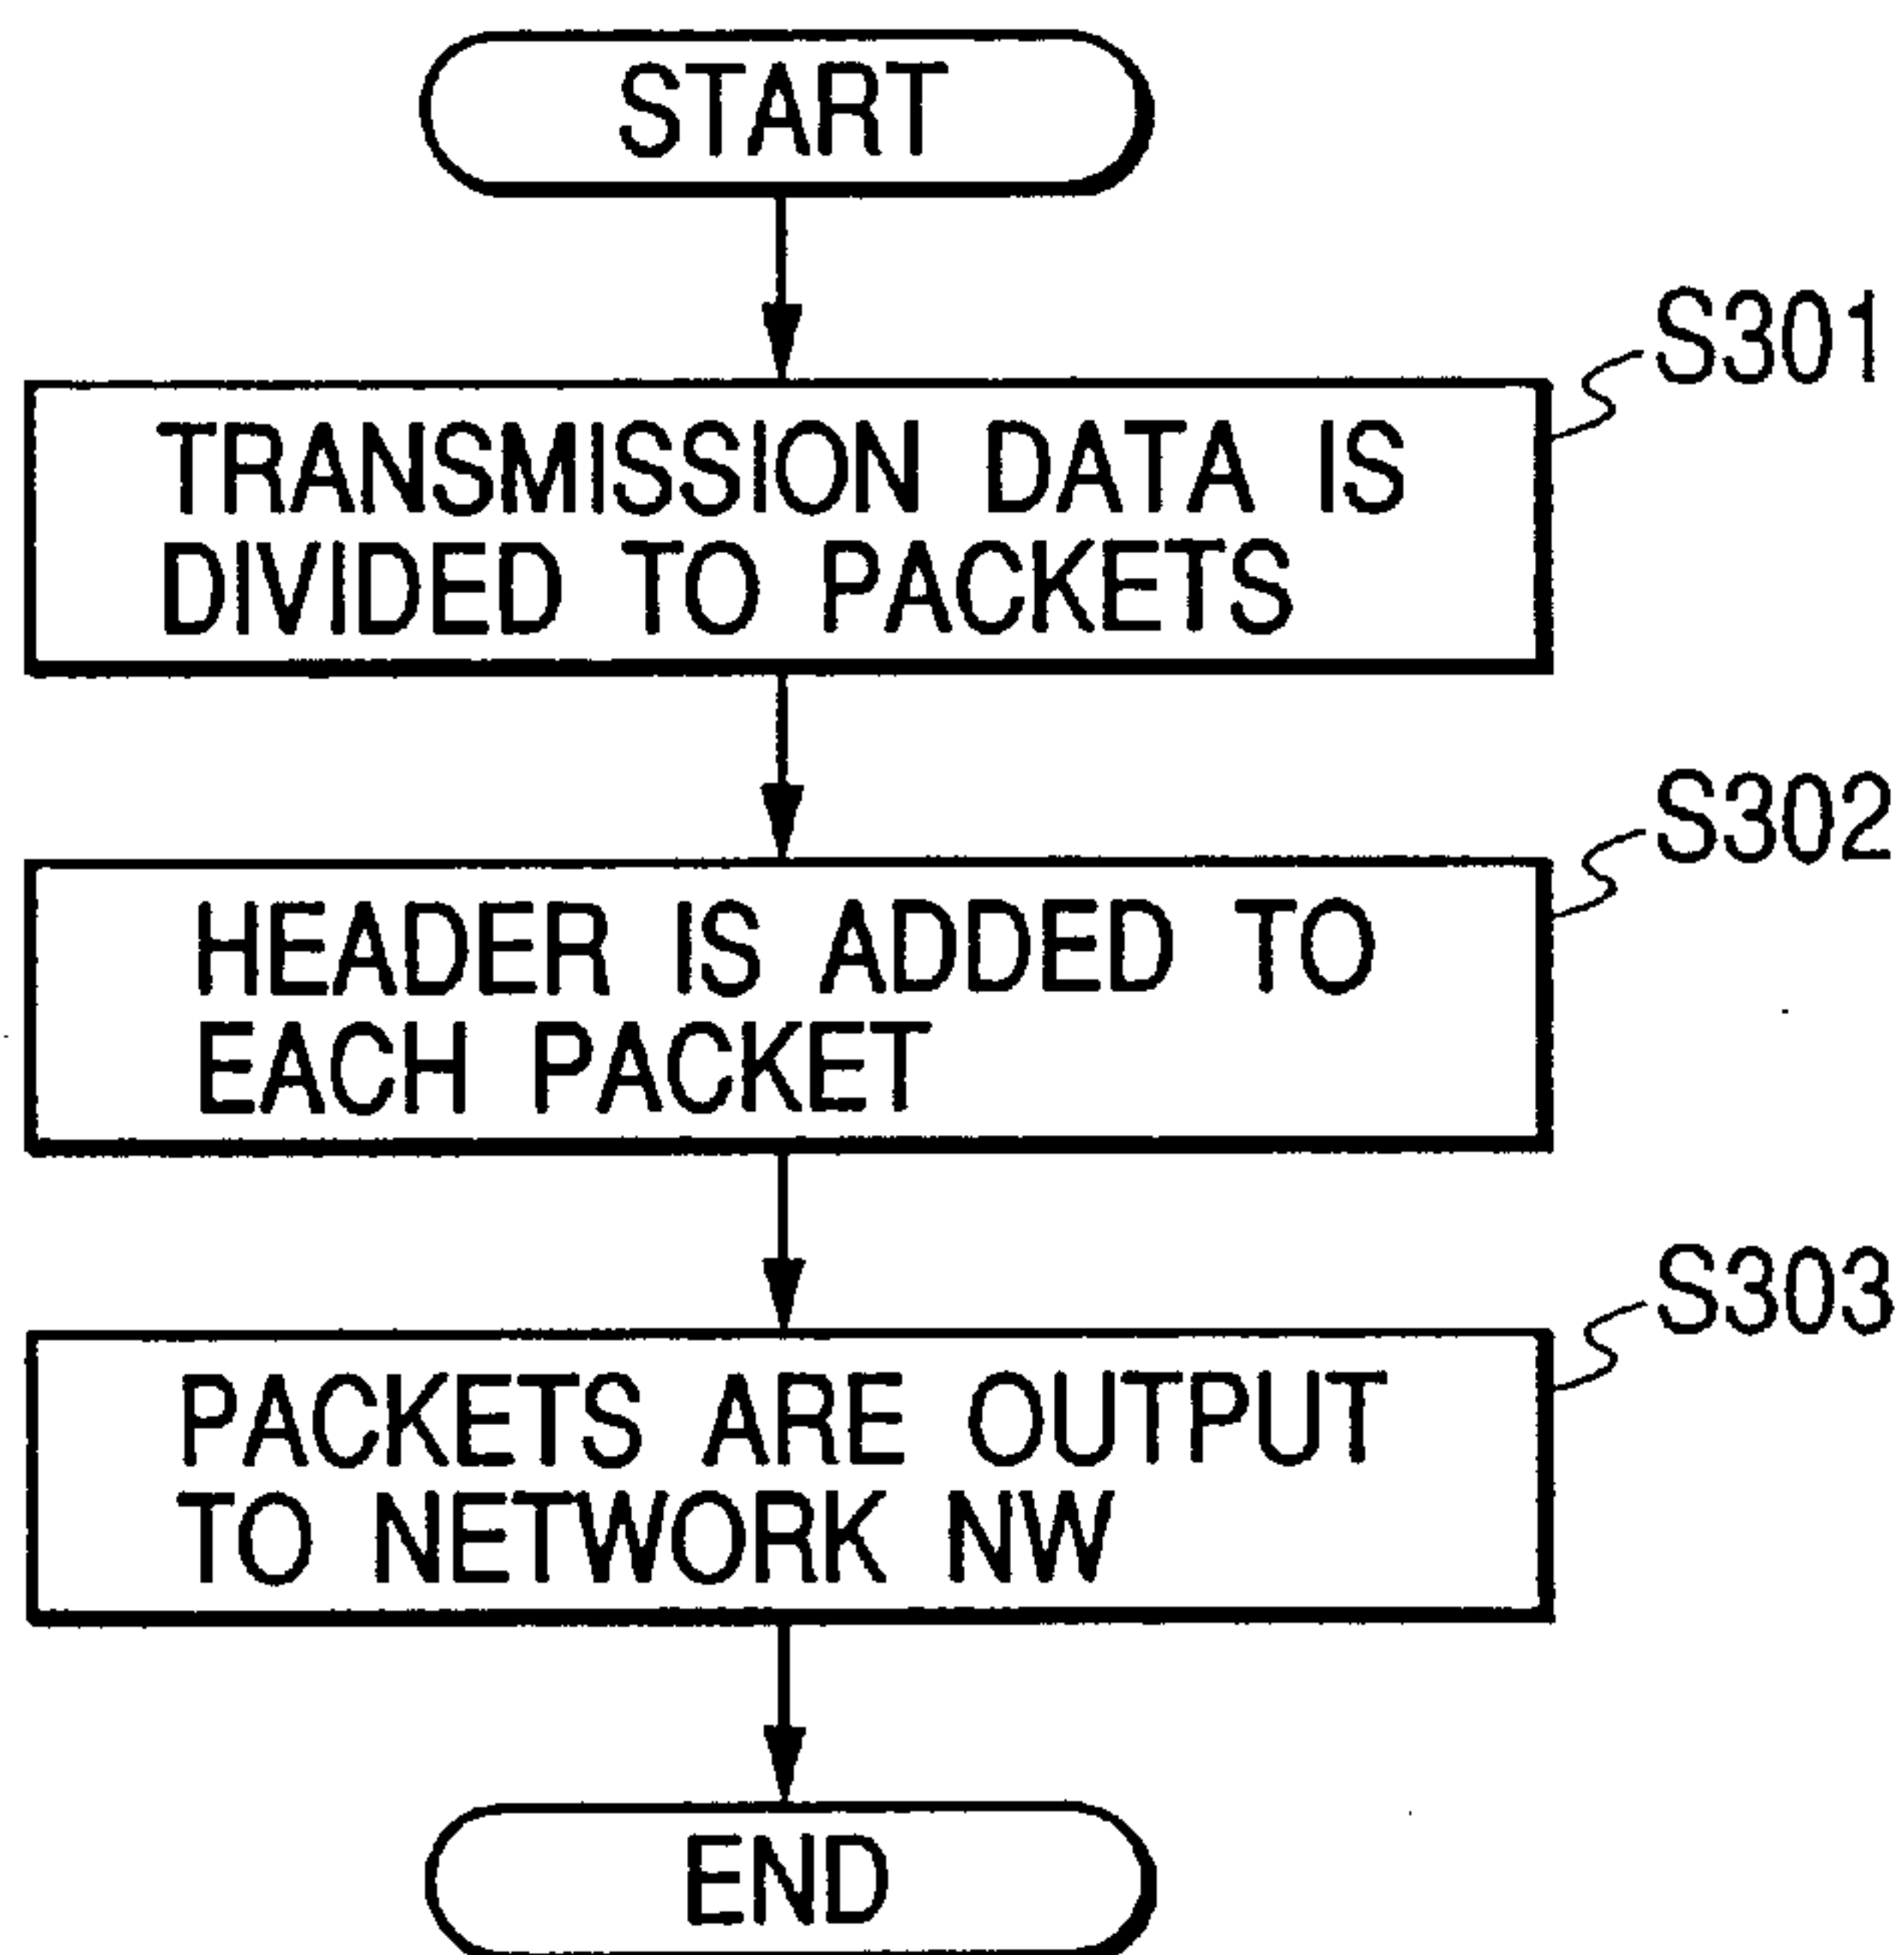 START
S301
TRANSMISSION DATA IS
DIVIDED TO PACKETS
S302
HEADER IS ADDED TO
EACH PACKET
S303
PACKETS ARE OUTPUT
TO NETWORK NW
END